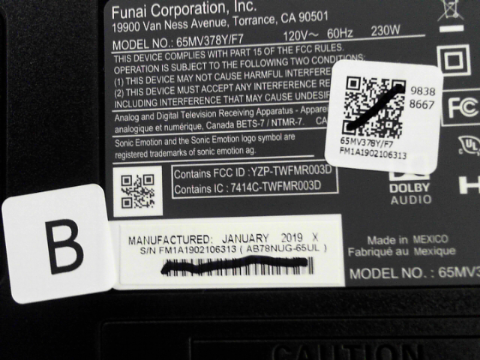 Funai Corporation, Inc.
19900 Van Ness Avenue, Torrance, CA 90501
MODEL NO.: 65MV378Y/F7 120V~ 60Hz 230W
THIS DEVICE COMPLIES WITH PART 15 OF THE FCC RULES.
OPERATION IS SUBJECT TO THE FOLLOWING TWO CONDITIONS:
(1) THIS DEVICE MAY NOT CAUSE HARMFUL
(2) THIS DEVICE MUST ACCEPT ANY INTERFERENCE
INCLUDING INTERFERENCE THAT MAY CAUSE UNDESIRE
Analog and Digital Television Receiving Apparatus - Appare
analogique et numérique, Canada BETS-7 / NTMR-7.
Sonic Emotion and the Sonic Emotion logo symbol are
registered trademarks of sonic emotion ag.
9838
8667
65MV378Y/F7
FM1A1902106313
FC
UL
Contains FCC ID : YZP-TWFMR003D
Contains IC : 7414C-TWFMR003D
DOLBY
AUDIO
H
B
MANUFACTURED: JANUARY 2019 X
S/N FM1A1902106313 ( AB78NUG-65UL )
Made in MEXICO
Fabriqué au Mexique
MODEL NO. : 65MV3
CAUTION